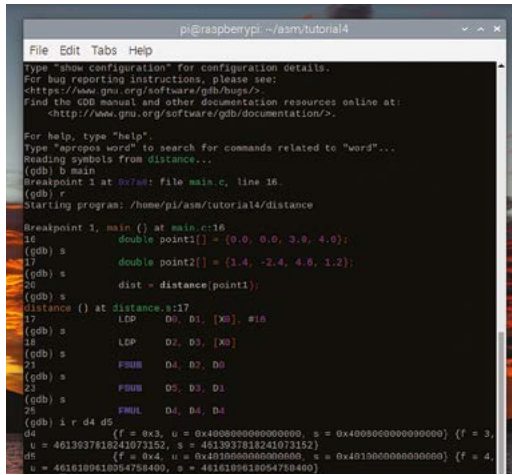 pi@raspberrypi: ~/asm/tutorial4
File Edit Tabs Help
Type "show configuration" for configuration details.
For bug reporting instructions, please see:
<https://www.gnu.org/software/gdb/bugs/>.
Find the GDB manual and other documentation resources online at:
<http://www.gnu.org/software/gdb/documentation/>.
For help, type "help".
Type "apropos word" to search for commands related to "word"...
Reading symbols from distance...
(gdb) b main
Breakpoint 1 at 0x7a8: file main.c, line 16.
(gdb) r
Starting program: /home/pi/asm/tutorial4/distance
Breakpoint 1, main () at main.c:16
16 double point1[] = {0.0, 0.0, 3.0, 4.0};
(gdb) s
17 double point2[] = {1.4, -2.4, 4.8, 1.2};
(gdb) s
20 dist = distance(point1);
(gdb) s
distance () at distance.s:17
17 LDP D0, D1, [X0], #16
(gdb) s
18 LDP D2, D3, [X0]
(gdb) s
21 FSUB D4, D2, D0
(gdb) s
23 FSUB D5, D3, D1
(gdb) s
25 FMUL D4, D4, D4
(gdb) i r d4 d5
d4 {f = 0x3, u = 0x4008000000000000, s = 0x4008000000000000} {f = 3,
u = 4613937818241073152, s = 4613937818241073152}
d5 {f = 0x4, u = 0x4010000000000000, s = 0x4010000000000000} {f = 4,
u = 4616189618054758400, s = 4616189618054758400}